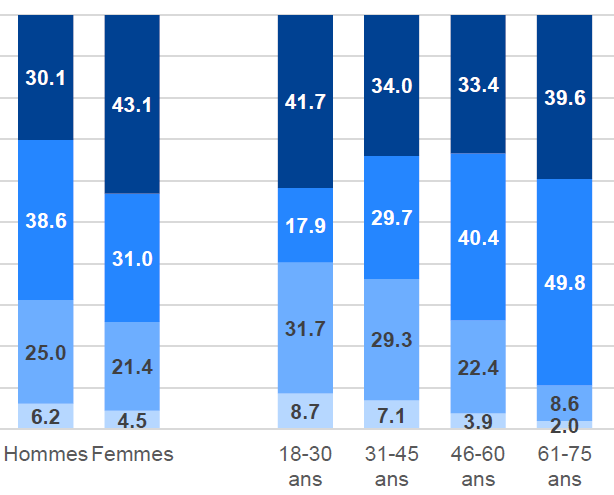 30.1 43.1 41.7 34.0 33.4 39.6
38.6 31.0 17.9 29.7 40.4 49.8
25.0 21.4 31.7 29.3 22.4 8.6
6.2 4.5 8.7 7.1 3.9 2.0
Hommes Femmes 18-30 31-45 46-60 61-75
ans ans ans ans